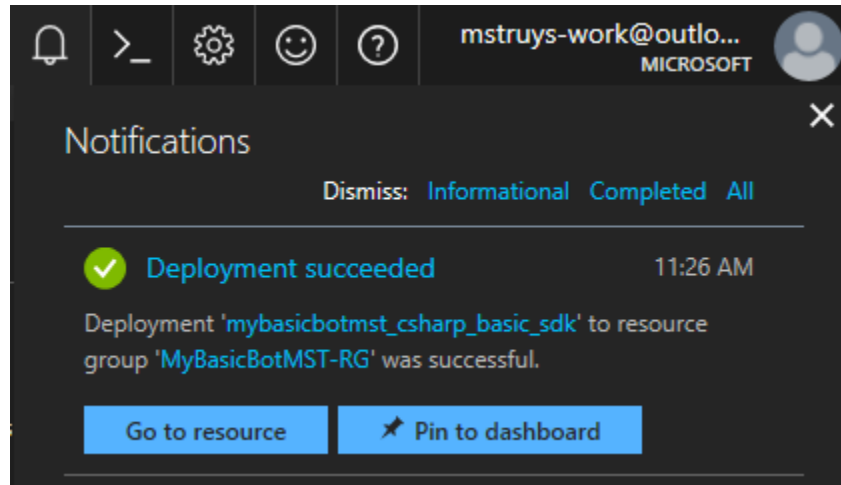 mstruys-work@outlo...
MICROSOFT
Notifications
Dismiss: Informational Completed All
Deployment succeeded 11:26 AM
Deployment 'mybasicbotmst_csharp_basic_sdk' to resource
group 'MyBasicBotMST-RG' was successful.
Go to resource Pin to dashboard